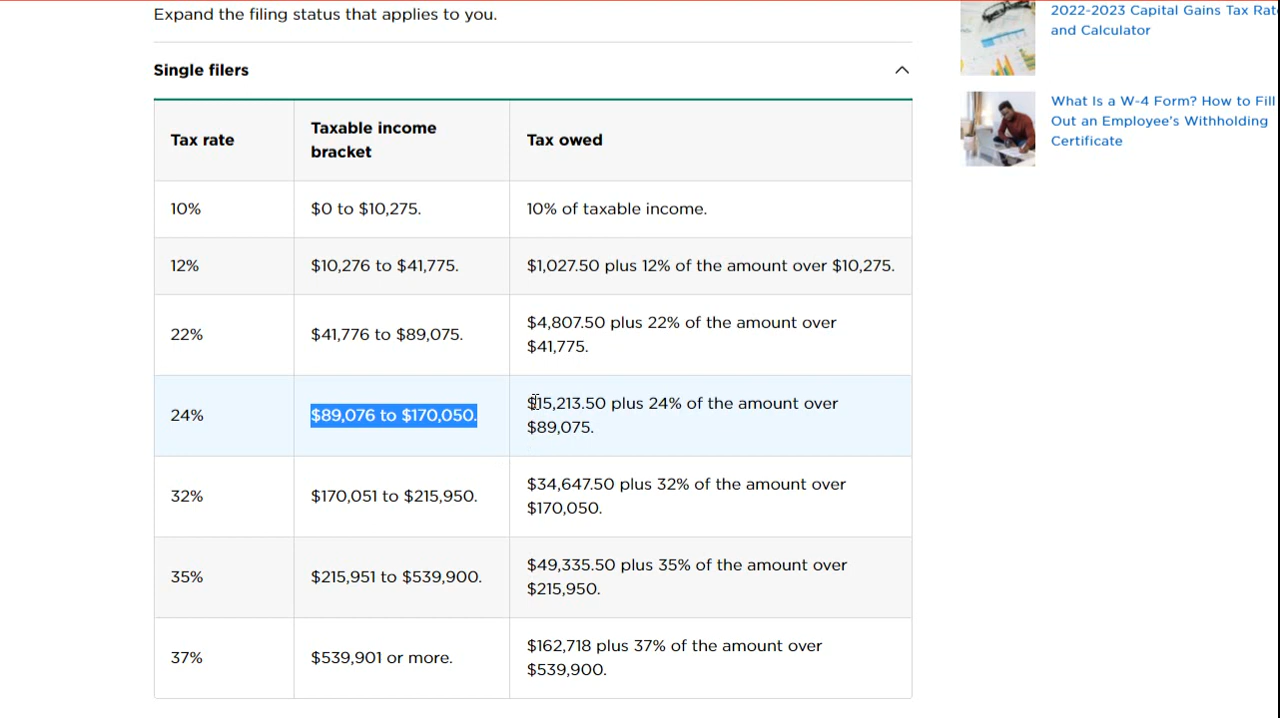 Expand the filing status that applies to you.
Single filers
Tax rate
Taxable income
bracket
Tax owed
10%
$0 to $10,275.
10% of taxable income.
12%
$10,276 to $41,775.
$1,027.50 plus 12% of the amount over $10,275.
22%
$41,776 to $89,075.
$4,807.50 plus 22% of the amount over
$41,775.
24%
$89,076 to $170,050.
$15,213.50 plus 24% of the amount over
$89,075.
32%
$170,051 to $215,950.
$34,647.50 plus 32% of the amount over
$170,050.
35%
$215,951 to $539,900.
$49,335.50 plus 35% of the amount over
$215,950.
37%
$539,901 or more.
$162,718 plus 37% of the amount over
$539,900.
2022-2023 Capital Gains Tax Rat
and Calculator
What Is a W-4 Form? How to Fill
Out an Employee's Withholding
Certificate